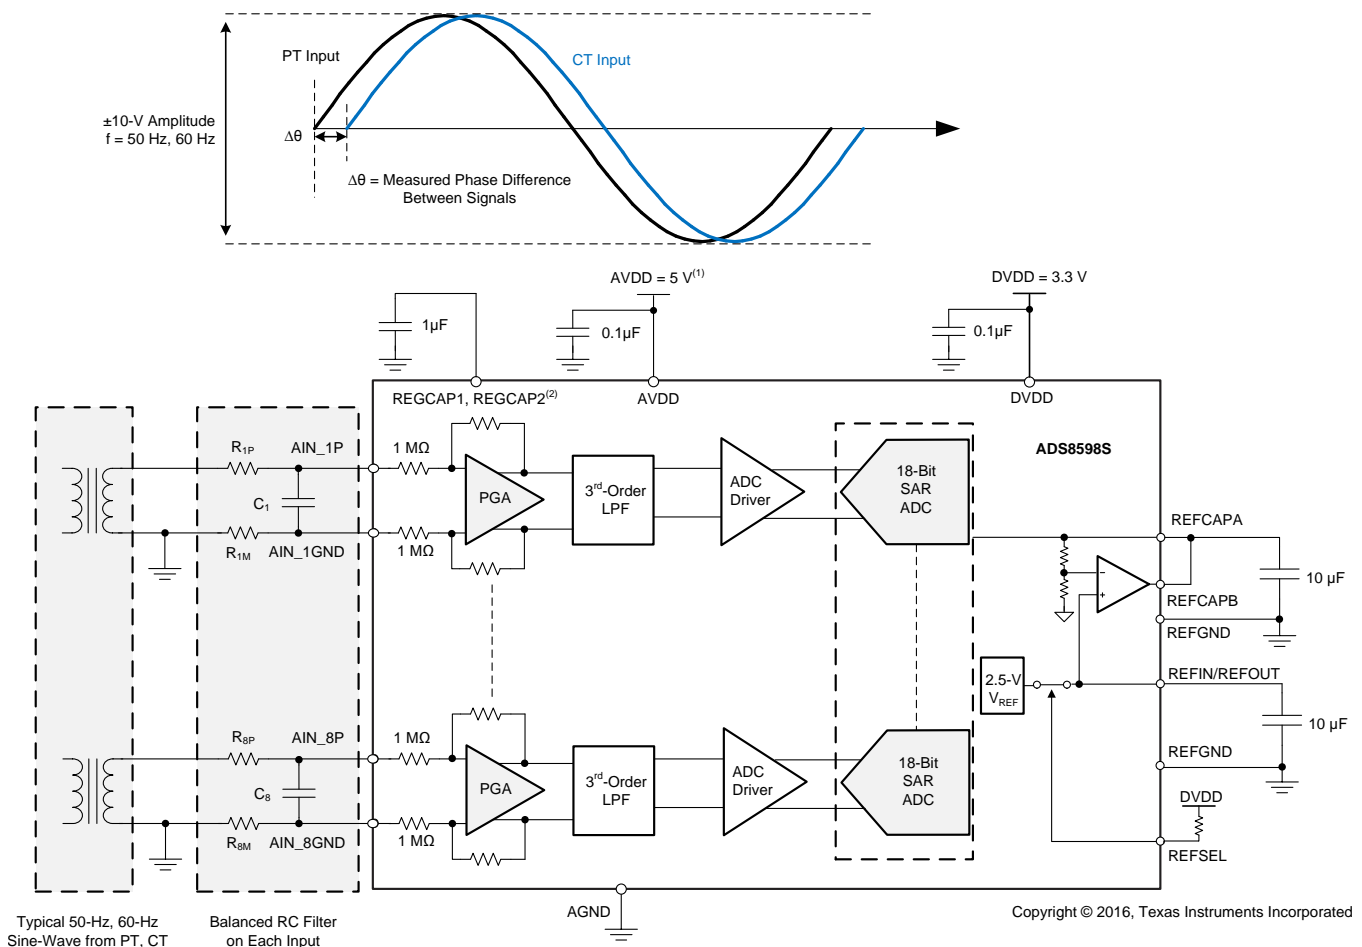 PT Input
CT Input
±10-V Amplitude
f = 50 Hz, 60 Hz
Δθ
Δθ = Measured Phase Difference
Between Signals
AVDD = 5 V(1)
DVDD = 3.3 V
1μF
0.1μF
0.1μF
REGCAP1, REGCAP2(2)
AVDD
DVDD
R1P
AIN_1P
1 MΩ
ADS8598S
C1
PGA
3rd-Order
LPF
ADC
Driver
18-Bit
SAR
ADC
R1M
AIN_1GND
1 MΩ
REFCAPA
10 μF
REFCAPB
REFGND
2.5-V
VREF
REFIN/REFOUT
10 μF
REFGND
R8P
AIN_8P
1 MΩ
C8
PGA
3rd-Order
LPF
ADC
Driver
18-Bit
SAR
ADC
R8M
AIN_8GND
1 MΩ
DVDD
REFSEL
AGND
Copyright © 2016, Texas Instruments Incorporated
Typical 50-Hz, 60-Hz
Sine-Wave from PT, CT
Balanced RC Filter
on Each Input